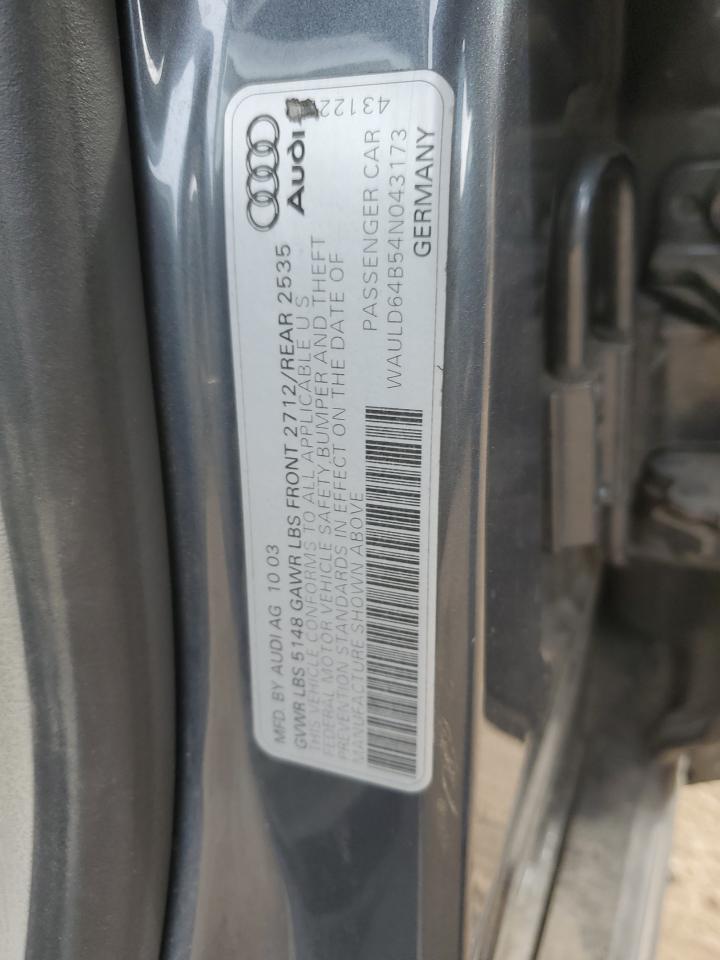 MFD BY AUDI AG 10 03
GVWR LBS 5148 GAWR LBS FRONT 2712/REAR 2535
THIS VEHICLE CONFORMS TO ALL APPLICABLE U S
FEDERAL MOTOR VEHICLE SAFETY, BUMPER AND THEFT
PREVENTION STANDARDS IN EFFECT ON THE DATE OF
MANUFACTURE SHOWN ABOVE
Audi
PASSENGER CAR
WAULD64B54N043173
GERMANY
43122